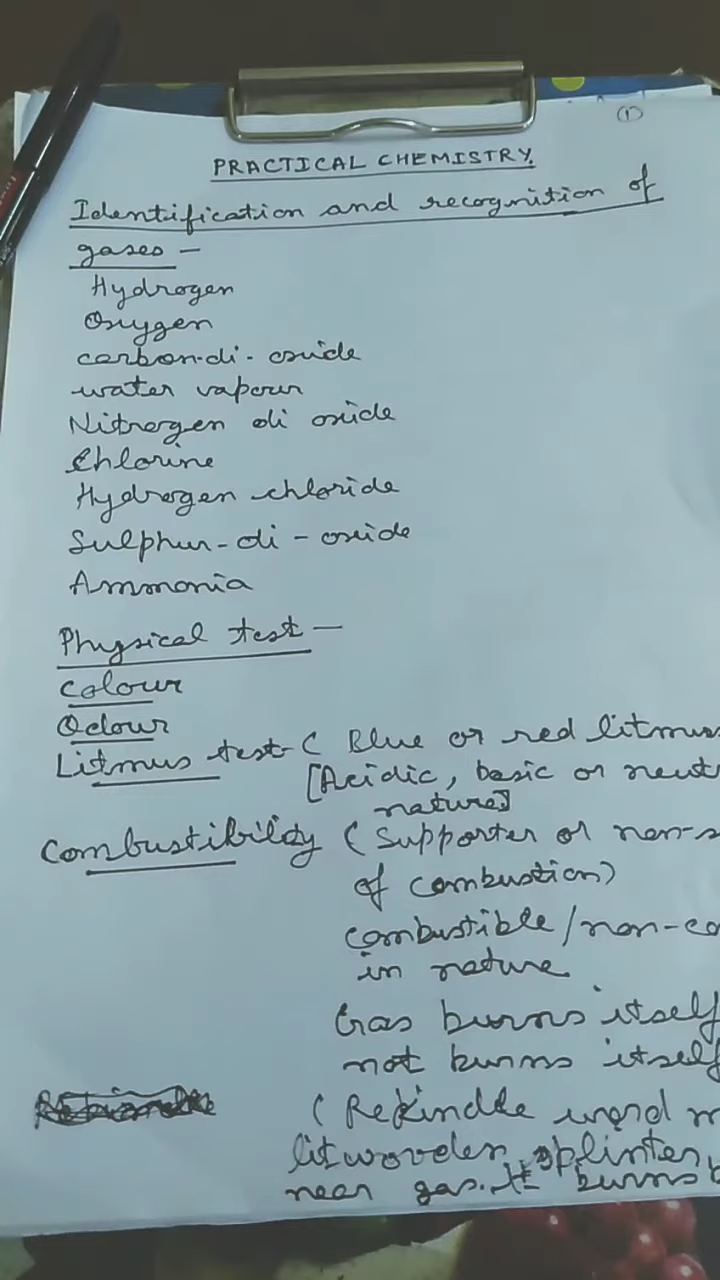 (1)
PRACTICAL CHEMISTRY.
Identification and recognition of
gases -
Hydrogen
Oxygen
carbon-di-oxide
water vapour
Nitrogen di oxide
Chlorine
Hydrogen chloride
Sulphur-di-oxide
Ammonia
Physical test -
Colour
Odour
Litmus test- ( Blue or red litmus
[Acidic, basic or neut
nature]
Combustibility (Supporter or non-s
of combustion)
combustible/non-co
in nature
Gas burns itself
not burns itself
( Rekindle word m
lit wooden splinter,
near gas. It burns b